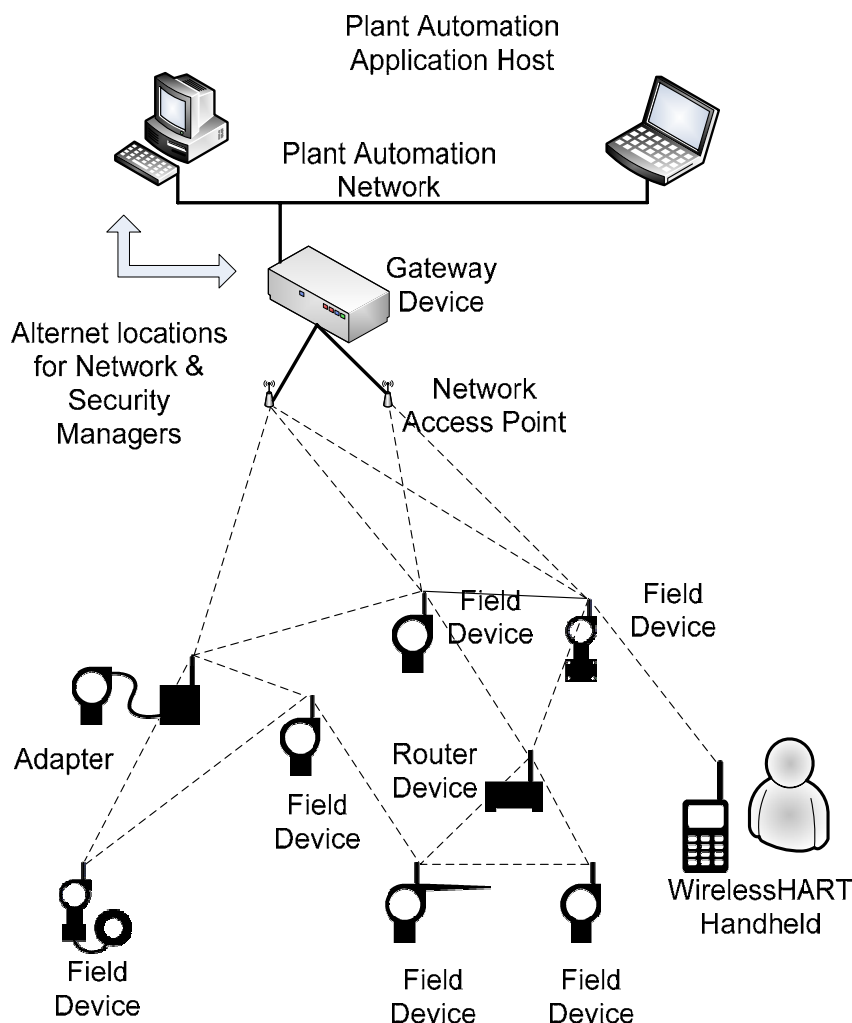 Plant Automation
Application Host
Plant Automation
Network
Gateway
Device
Alternet locations
for Network &
Security
Managers
Network
Access Point
Field
Device
Field
Device
Adapter
Router
Device
Field
Device
WirelessHART
Handheld
Field
Device
Field
Device
Field
Device